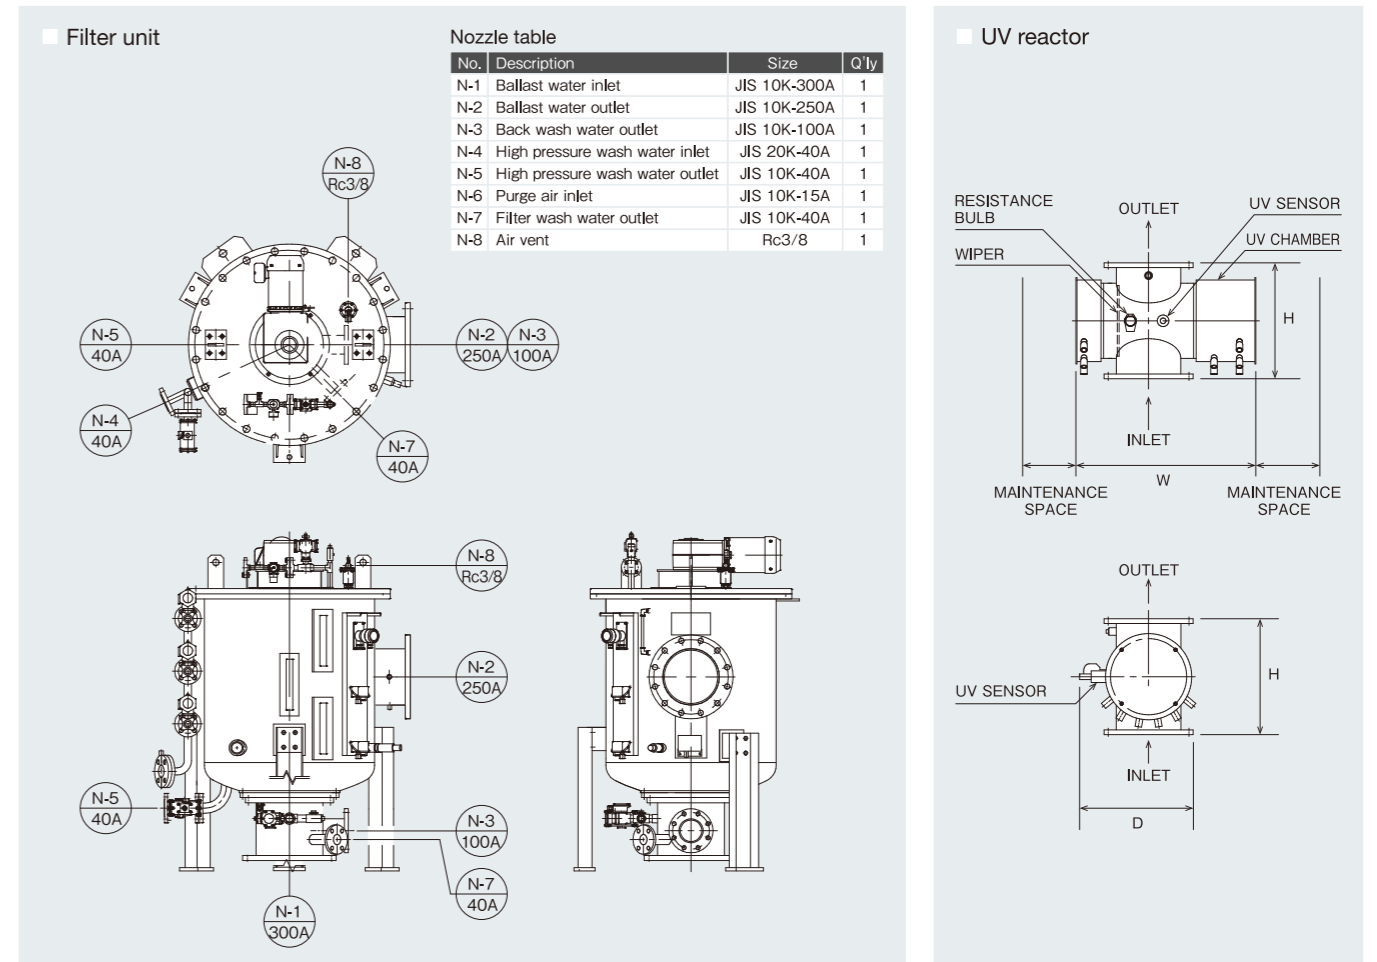 Filter unit
Nozzle table
No. Description Size Q'ly
N-1 Ballast water inlet JIS 10K-300A 1
N-2 Ballast water outlet JIS 10K-250A 1
N-3 Back wash water outlet JIS 10K-100A 1
N-4 High pressure wash water inlet JIS 20K-40A 1
N-5 High pressure wash water outlet JIS 10K-40A 1
N-6 Purge air inlet JIS 10K-15A 1
N-7 Filter wash water outlet JIS 10K-40A 1
N-8 Air vent Rc3/8 1
N-8
Rc3/8
N-5
40A
N-2
250A
N-3
100A
N-4
40A
N-7
40A
N-8
Rc3/8
N-2
250A
N-5
40A
N-3
100A
N-7
40A
N-1
300A
UV reactor
RESISTANCE
BULB
OUTLET
UV SENSOR
WIPER
UV CHAMBER
H
INLET
W
MAINTENANCE
SPACE
MAINTENANCE
SPACE
OUTLET
H
UV SENSOR
INLET
D